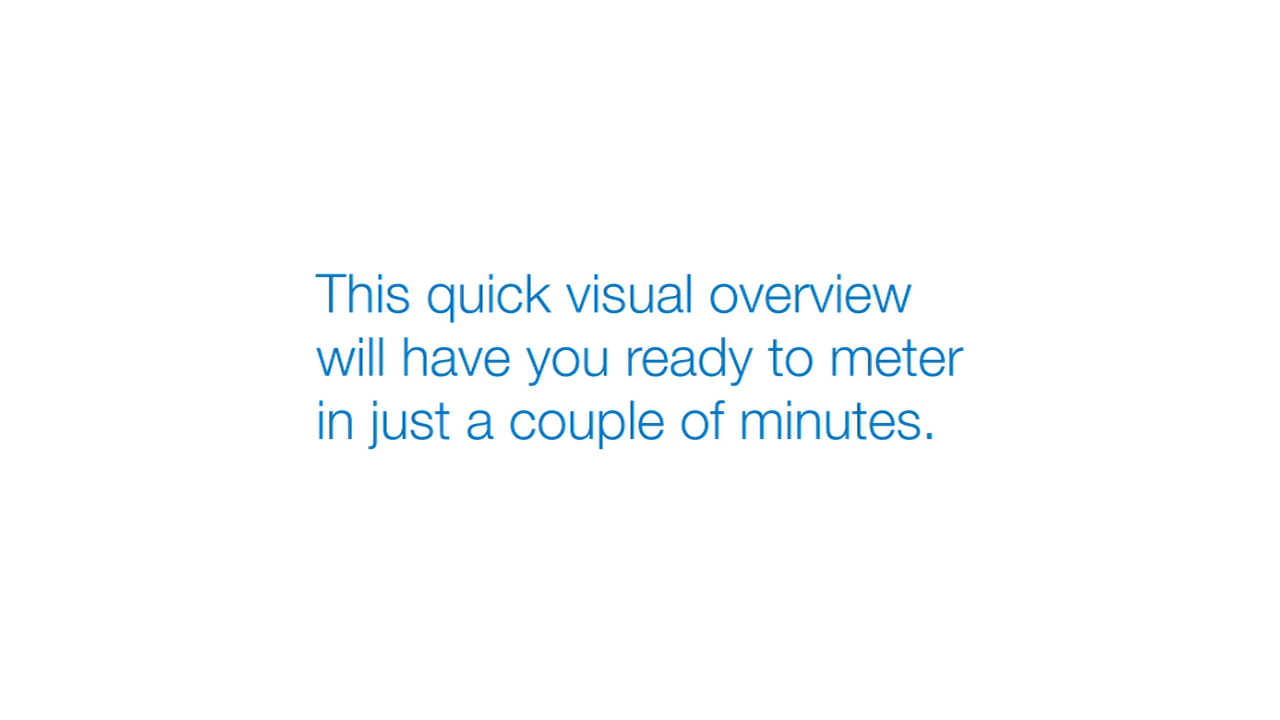 This quick visual overview
will have you ready to meter
in just a couple of minutes.